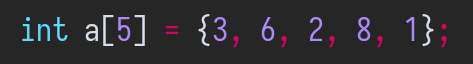 int a[5] = {3, 6, 2, 8, 1};